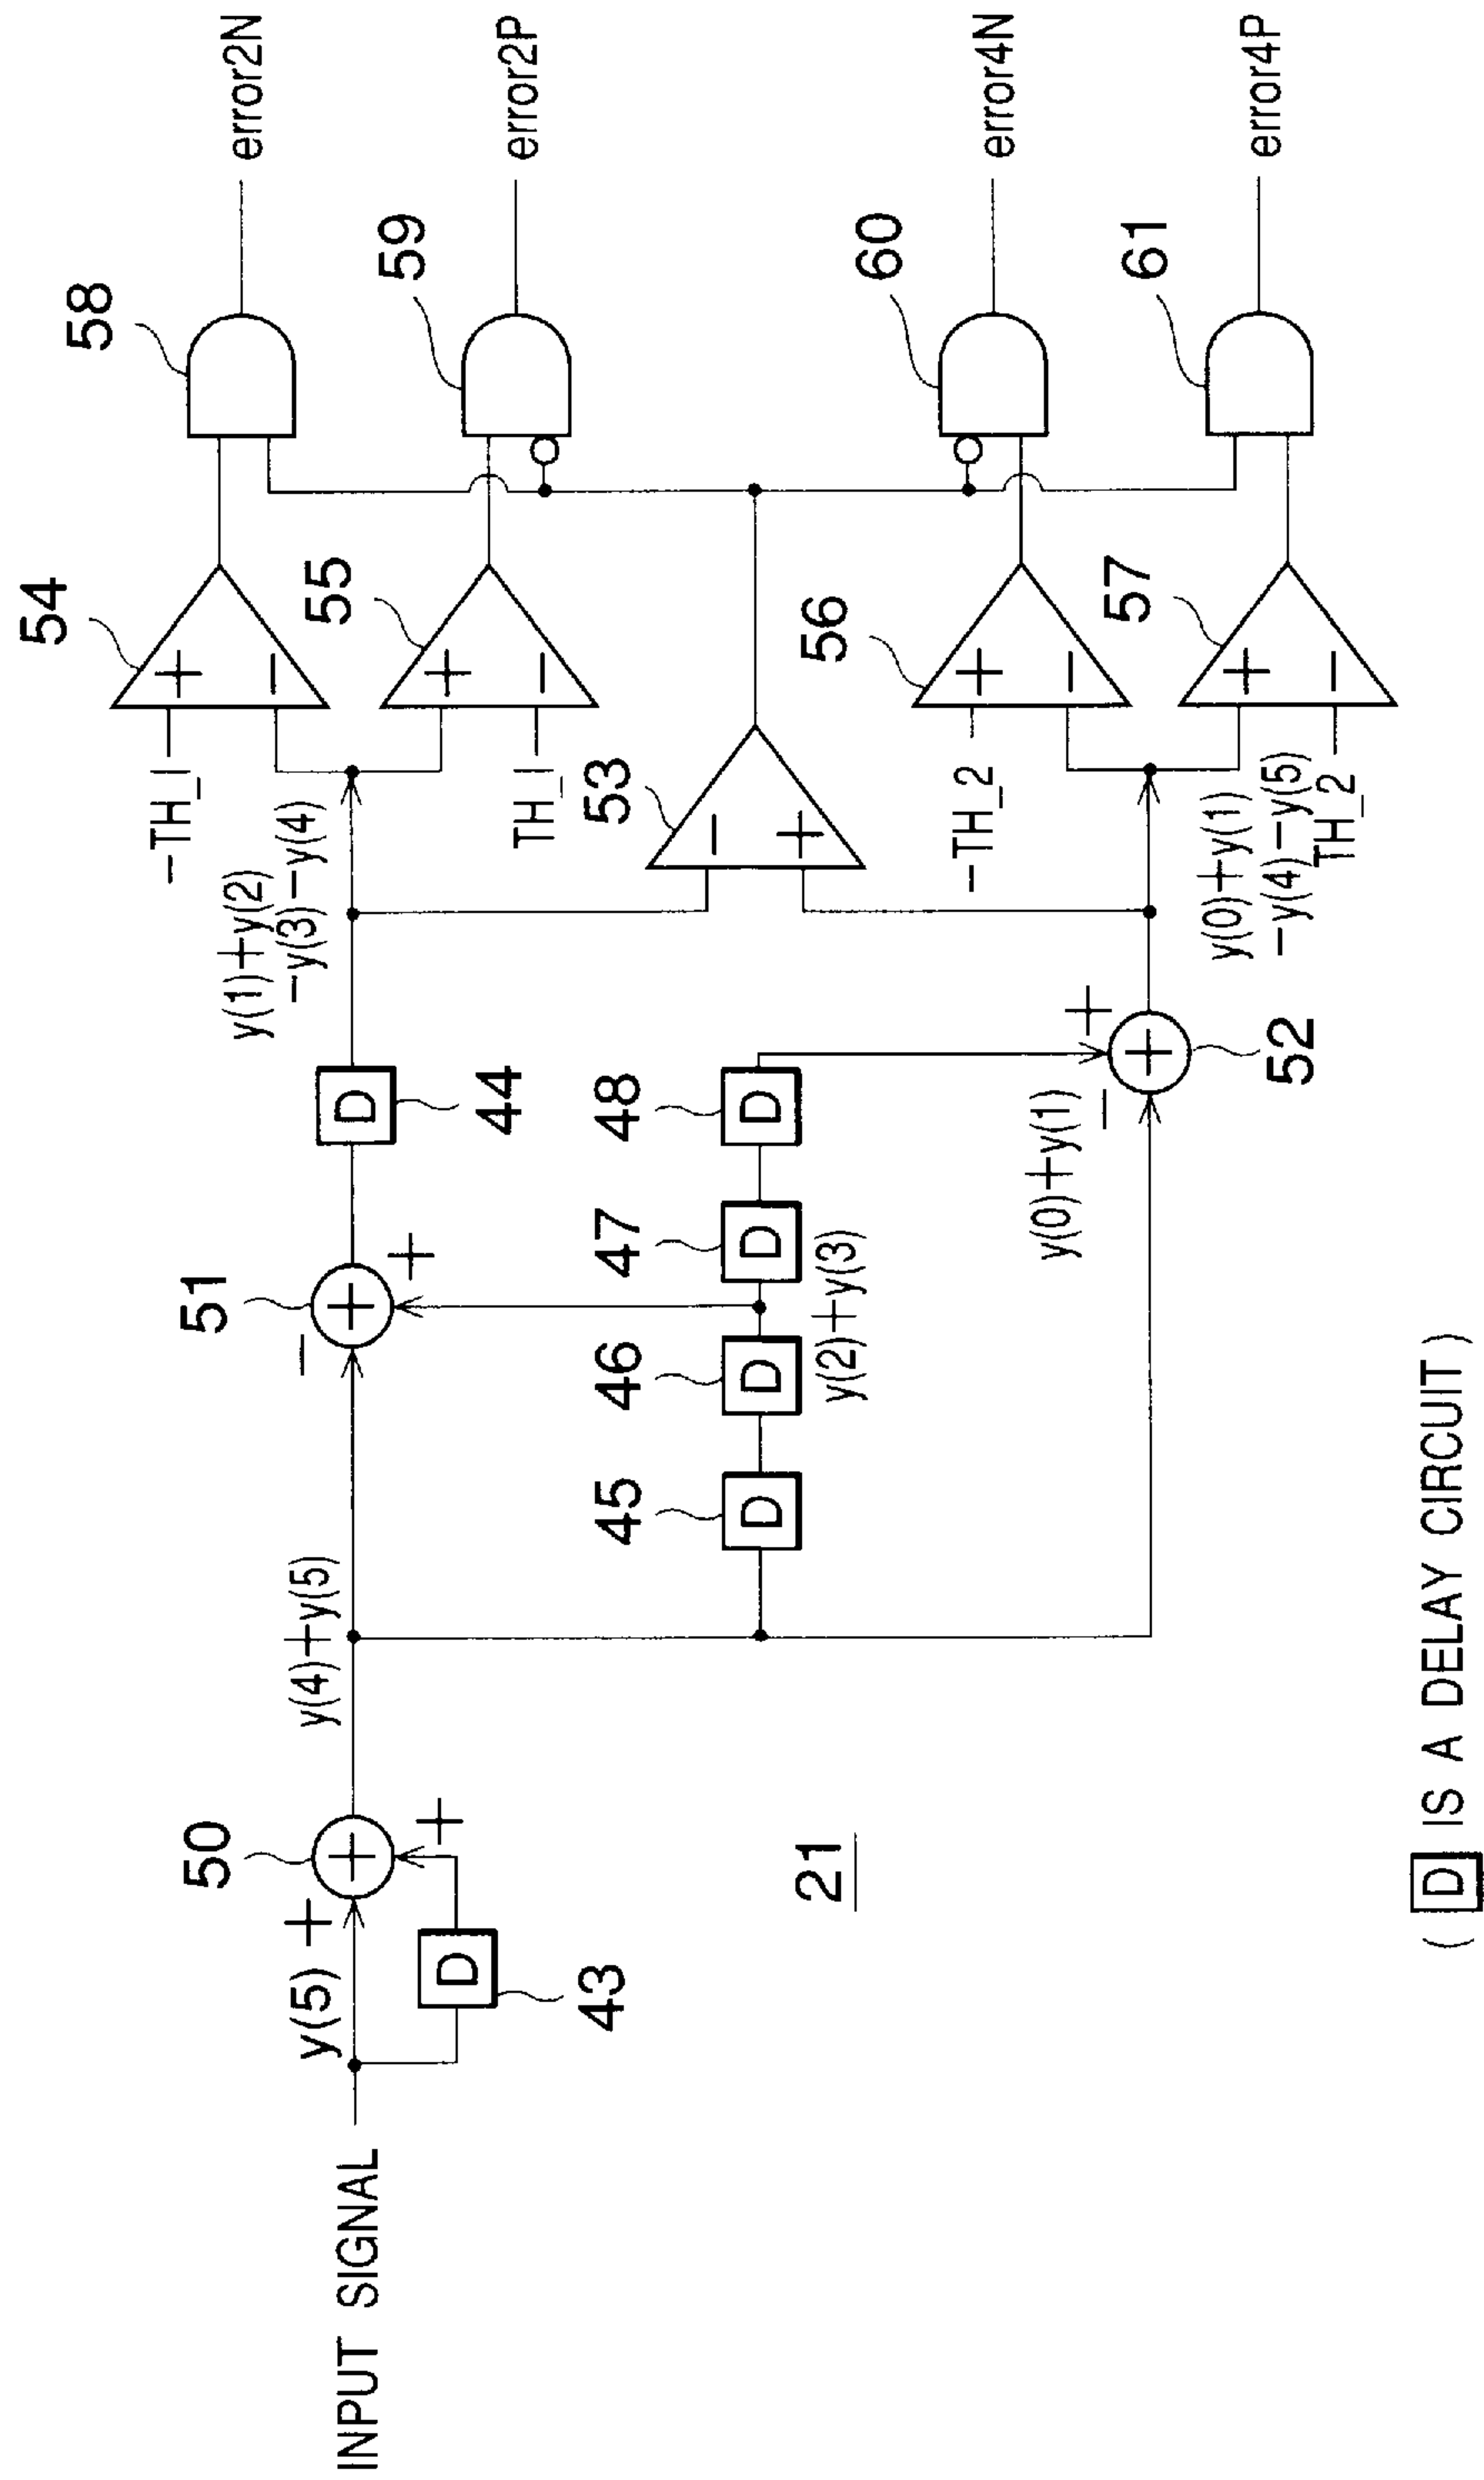 INPUT SIGNAL
y(5)
+
50
+
+
D
43
y(4)+y(5)
21
51
−
+
+
D
44
45
D
46
D
y(2)+y(3)
47
D
48
D
y(0)+y(1)
+
−
+
52
y(1)+y(2)
−y(3)−y(4)
y(0)+y(1)
−y(4)−y(5)
53
−
+
−TH_1
54
+
−
TH_1
55
+
−
−TH_2
56
+
−
TH_2
57
+
−
58
error2N
59
error2P
60
error4N
61
error4P
( D IS A DELAY CIRCUIT )